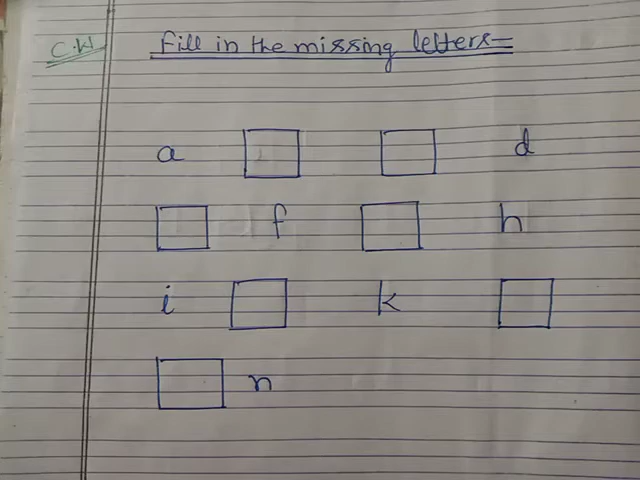 C.W
Fill in the missing letters—
a d
f h
i k
n